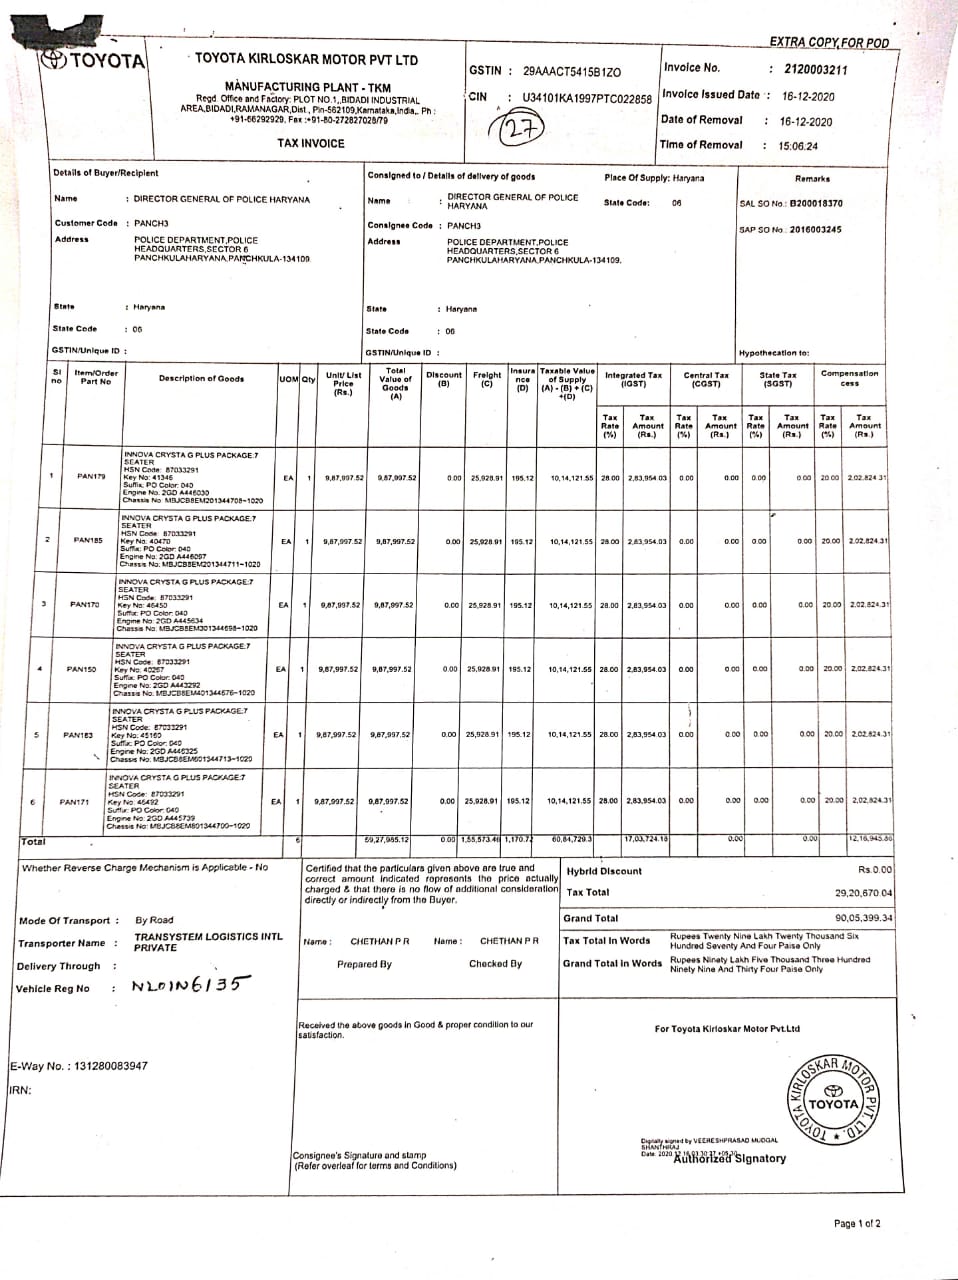 EXTRA COPY,FOR POD
TOYOTA
TOYOTA KIRLOSKAR MOTOR PVT LTD
MANUFACTURING PLANT - TKM
Regd. Office and Factory: PLOT NO.1,,BIDADI INDUSTRIAL
AREA,BIDADI,RAMANAGAR,Dist., Pin-562109,Karnataka,India,. Ph :
+91-66292929, Fax :+91-80-272827028/79
TAX INVOICE
GSTIN : 29AAACT5415B1ZO
CIN : U34101KA1997PTC022858
27
Invoice No. : 2120003211
Invoice Issued Date : 16-12-2020
Date of Removal : 16-12-2020
Time of Removal : 15:06.24
Details of Buyer/Recipient
Name : DIRECTOR GENERAL OF POLICE HARYANA
Customer Code : PANCH3
Address POLICE DEPARTMENT,POLICE
HEADQUARTERS,SECTOR 6
PANCHKULAHARYANA,PANCHKULA-134109.
State : Haryana
State Code : 06
GSTIN/Unique ID :
Consigned to / Details of delivery of goods
Name : DIRECTOR GENERAL OF POLICE
HARYANA
Consignee Code : PANCH3
Address POLICE DEPARTMENT,POLICE
HEADQUARTERS,SECTOR 6
PANCHKULAHARYANA,PANCHKULA-134109.
State : Haryana
State Code : 06
GSTIN/Unique ID :
Place Of Supply: Haryana
State Code: 06
Remarks
SAL SO No.: B200018370
SAP SO No.: 2016003245
Hypothecation to:
Sl no Item/Order Part No Description of Goods UOM Qty Unit/ List Price (Rs.) Total Value of Goods (A) Discount (B) Freight (C) Insura nce (D) Taxable Value of Supply (A) - (B) + (C) +(D) Integrated Tax (IGST) Central Tax (CGST) State Tax (SGST) Compensation cess
Tax Rate (%) Tax Amount (Rs.) Tax Rate (%) Tax Amount (Rs.) Tax Rate (%) Tax Amount (Rs.) Tax Rate (%) Tax Amount (Rs.)
INNOVA CRYSTA G PLUS PACKAGE:7
SEATER
HSN Code: 87033291
1 PAN179 Key No: 41346 EA 1 9,87,997.52 9,87,997.52 0.00 25,928.91 195.12 10,14,121.55 28.00 2,83,954.03 0.00 0.00 0.00 0.00 20.00 2,02,824.31
Suffix: PO Color: 040
Engine No. 2GD A446030
Chassis No: MBJCB8EM201344708-1020
INNOVA CRYSTA G PLUS PACKAGE:7
SEATER
HSN Code: 87033291
2 PAN185 Key No: 40470 EA 1 9,87,997.52 9,87,997.52 0.00 25,928.91 195.12 10,14,121.55 28.00 2,83,954.03 0.00 0.00 0.00 0.00 20.00 2,02,824.31
Suffix: PO Color: 040
Engine No: 2GD A446097
Chassis No: MBJCB8EM201344711-1020
INNOVA CRYSTA G PLUS PACKAGE:7
SEATER
HSN Code: 87033291
3 PAN170 Key No: 46450 EA 1 9,87,997.52 9,87,997.52 0.00 25,928.91 195.12 10,14,121.55 28.00 2,83,954.03 0.00 0.00 0.00 0.00 20.00 2,02,824.31
Suffix: PO Color: 040
Engine No: 2GD A445634
Chassis No: MBJCB8EM301344698-1020
INNOVA CRYSTA G PLUS PACKAGE:7
SEATER
HSN Code: 87033291
4 PAN150 Key No: 40257 EA 1 9,87,997.52 9,87,997.52 0.00 25,928.91 195.12 10,14,121.55 28.00 2,83,954.03 0.00 0.00 0.00 0.00 20.00 2,02,824.31
Suffix: PO Color: 040
Engine No: 2GD A443292
Chassis No: MBJCB8EM401344676-1020
INNOVA CRYSTA G PLUS PACKAGE:7
SEATER
HSN Code: 87033291
5 PAN183 Key No: 45160 EA 1 9,87,997.52 9,87,997.52 0.00 25,928.91 195.12 10,14,121.55 28.00 2,83,954.03 0.00 0.00 0.00 0.00 20.00 2,02,824.31
Suffix: PO Color: 040
Engine No: 2GD A446325
Chassis No: MBJCB8EM601344713-1020
INNOVA CRYSTA G PLUS PACKAGE:7
SEATER
HSN Code: 87033291
6 PAN171 Key No: 46492 EA 1 9,87,997.52 9,87,997.52 0.00 25,928.91 195.12 10,14,121.55 28.00 2,83,954.03 0.00 0.00 0.00 0.00 20.00 2,02,824.31
Suffix: PO Color: 040
Engine No: 2GD A445739
Chassis No: MBJCB8EM801344700-1020
Total 6 59,27,985.12 0.00 1,55,573.46 1,170.72 60,84,729.3 17,03,724.18 0.00 0.00 12,16,945.86
Whether Reverse Charge Mechanism is Applicable - No
Mode Of Transport : By Road
Transporter Name : TRANSYSTEM LOGISTICS INTL
PRIVATE
Delivery Through :
Vehicle Reg No : NL01N6135
E-Way No. : 131280083947
IRN:
Certified that the particulars given above are true and
correct amount indicated represents the price actually
charged & that there is no flow of additional consideration
directly or indirectly from the Buyer.
Name : CHETHAN P R Name : CHETHAN P R
Prepared By Checked By
Received the above goods in Good & proper condition to our
satisfaction.
Consignee's Signature and stamp
(Refer overleaf for terms and Conditions)
Hybrid Discount Rs.0.00
Tax Total 29,20,670.04
Grand Total 90,05,399.34
Tax Total In Words Rupees Twenty Nine Lakh Twenty Thousand Six
Hundred Seventy And Four Paise Only
Grand Total In Words Rupees Ninety Lakh Five Thousand Three Hundred
Ninety Nine And Thirty Four Paise Only
For Toyota Kirloskar Motor Pvt.Ltd
TOYOTA KIRLOSKAR MOTOR PVT. LTD.
TOYOTA
Digitally signed by VEERESHPRASAD MUDGAL
SHANTHRAJ
Date: 2020.12.16 03:30:37 +05:30
Authorized Signatory
Page 1 of 2